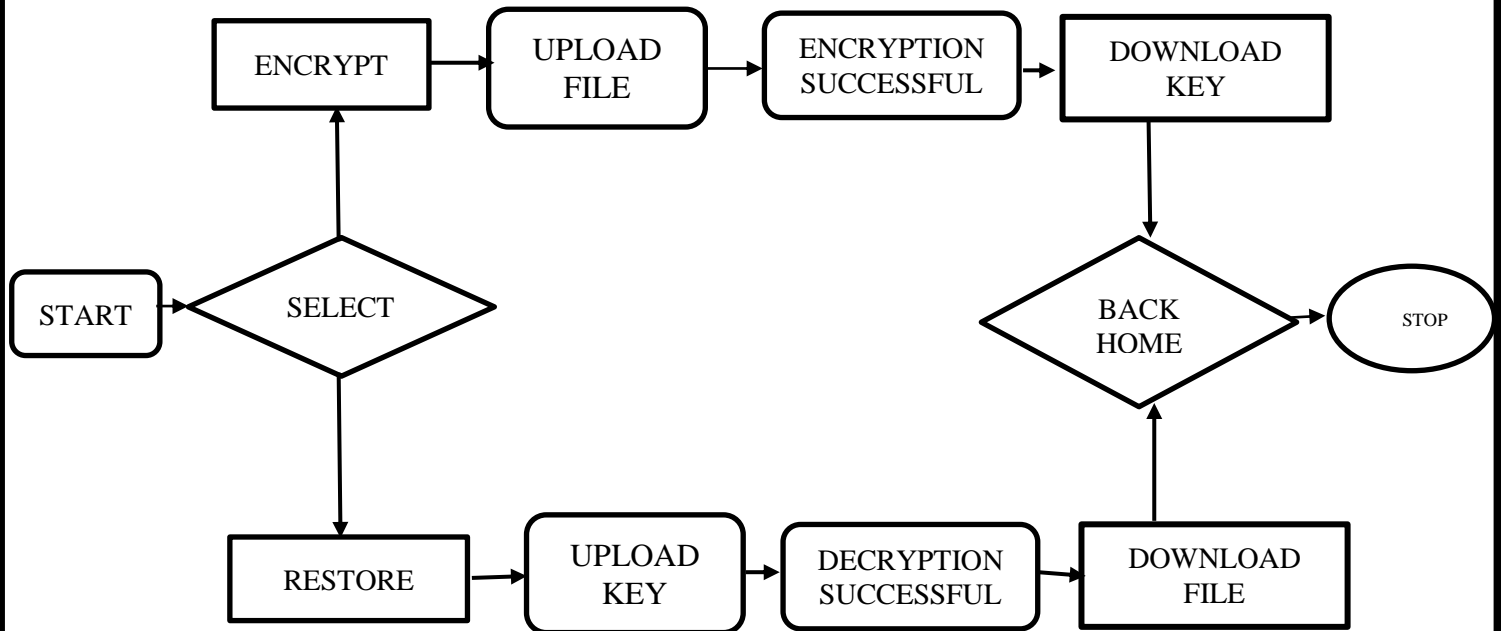 ENCRYPT
UPLOAD
FILE
ENCRYPTION
SUCCESSFUL
DOWNLOAD
KEY
START
SELECT
BACK
HOME
STOP
RESTORE
UPLOAD
KEY
DECRYPTION
SUCCESSFUL
DOWNLOAD
FILE